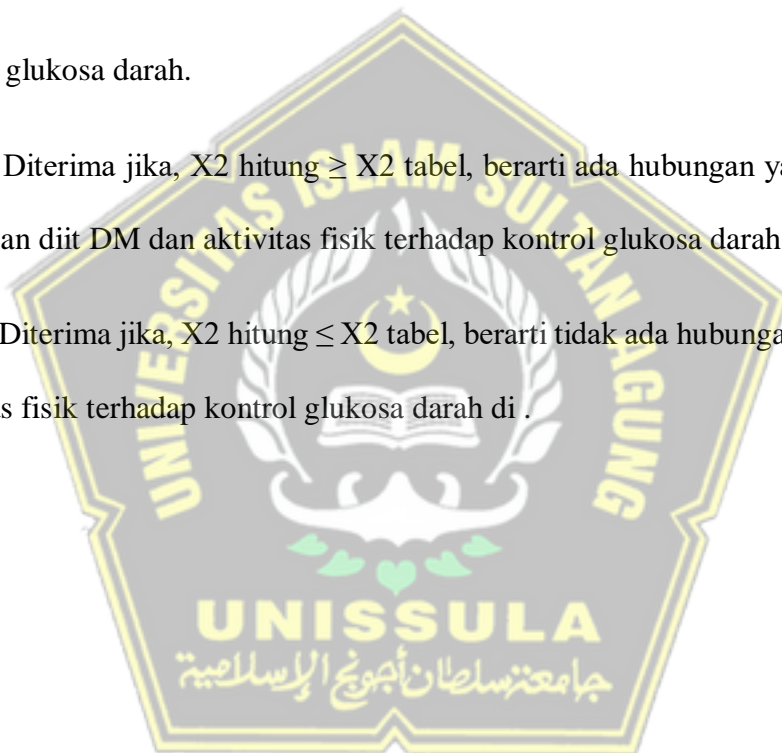 glukosa darah.
Diterima jika, X2 hitung ≥ X2 tabel, berarti ada hubungan
an diit DM dan aktivitas fisik terhadap kontrol glukosa darah
Diterima jika, X2 hitung ≤ X2 tabel, berarti tidak ada
s fisik terhadap kontrol glukosa darah di .
UNIVERSITAS ISLAM SULTAN AGUNG
UNISSULA
جامعة سلطان أجونج الإسلامية